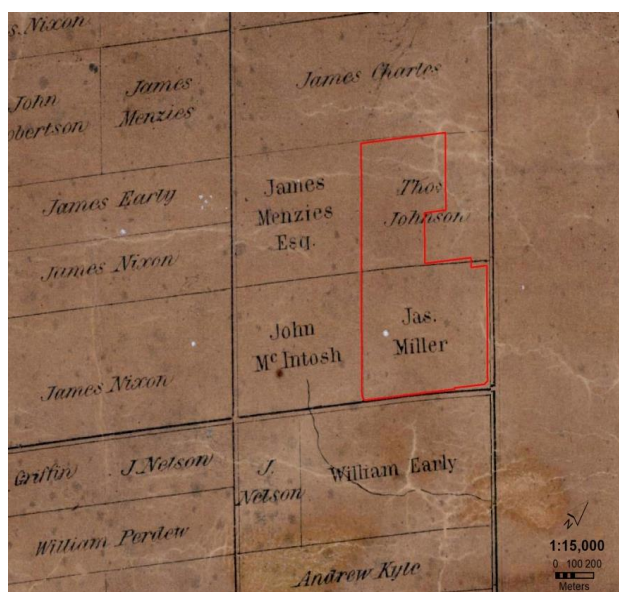 s. Nixon
James Charles
John
obertson
James
Menzies
James Early
James Nixon
James
Menzies
Esq.
Thos
Johnson
John
Mc Intosh
Jas.
Miller
James Nixon
Griffin
J. Nelson
J.
Nelson
William Early
William Perdew
Andrew Kyle
N
1:15,000
0 100 200
Meters